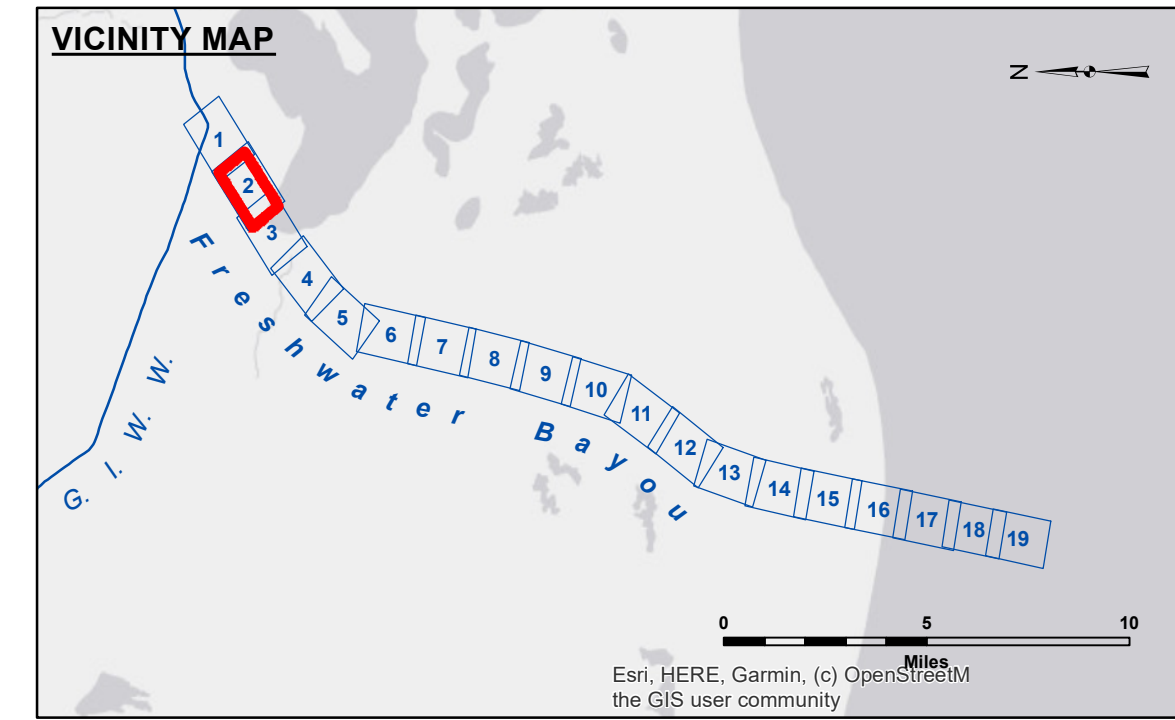 VICINITY MAP
N
1
2
3
4
5
6
7
8
9
10
11
12
13
14
15
16
17
18
19
Freshwater Bayou
G. I. W. W.
0 5 10
Miles
Esri, HERE, Garmin, (c) OpenStreetM
the GIS user community